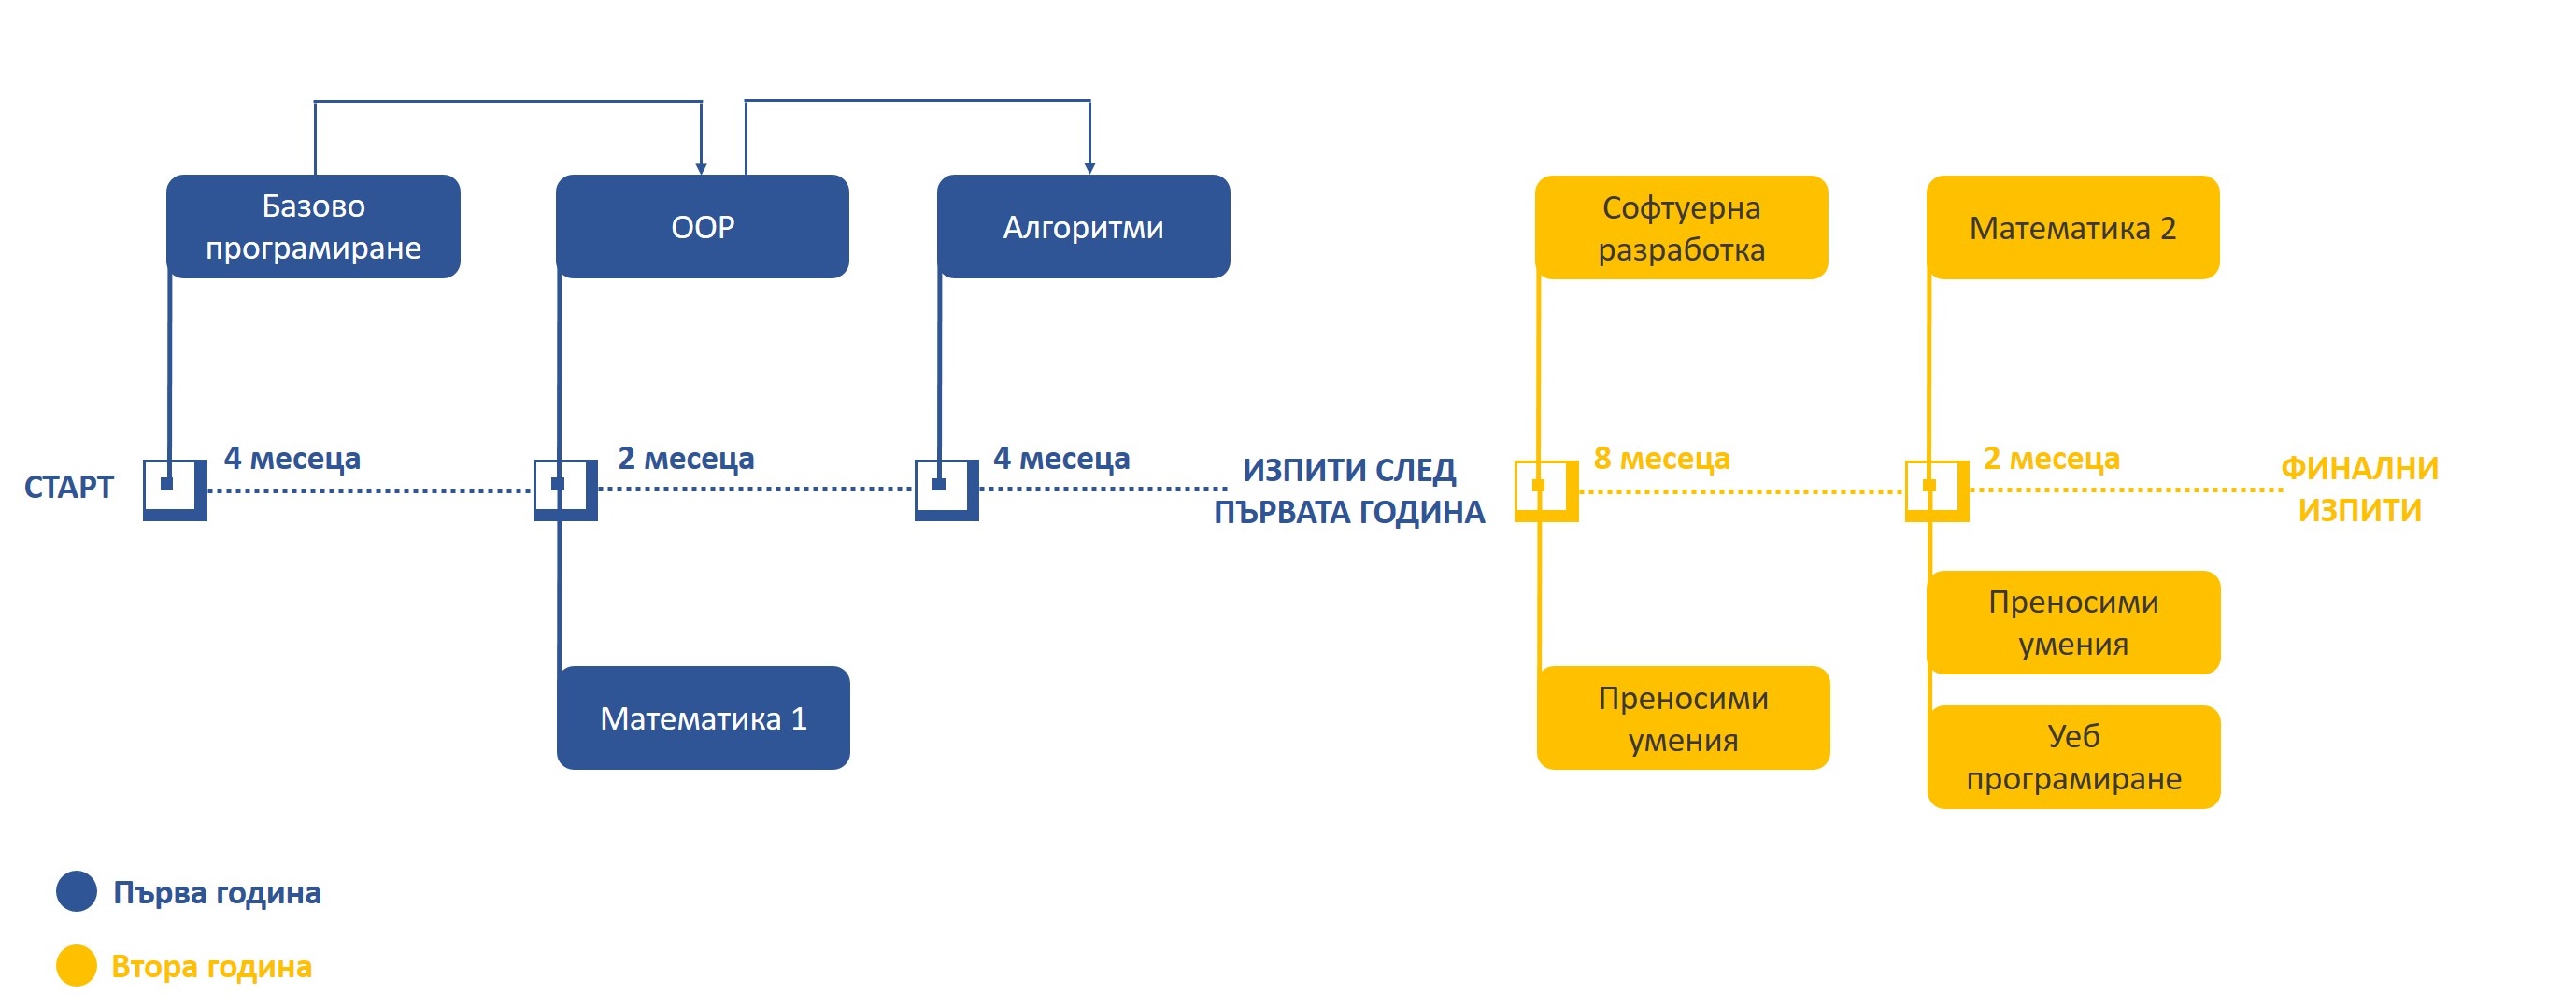 Базово
програмиране
OOP
Алгоритми
Софтуерна
разработка
Математика 2
СТАРТ
4 месеца
2 месеца
4 месеца
ИЗПИТИ СЛЕД
ПЪРВАТА ГОДИНА
8 месеца
2 месеца
ФИНАЛНИ
ИЗПИТИ
Математика 1
Преносими
умения
Преносими
умения
Уеб
програмиране
Първа година
Втора година